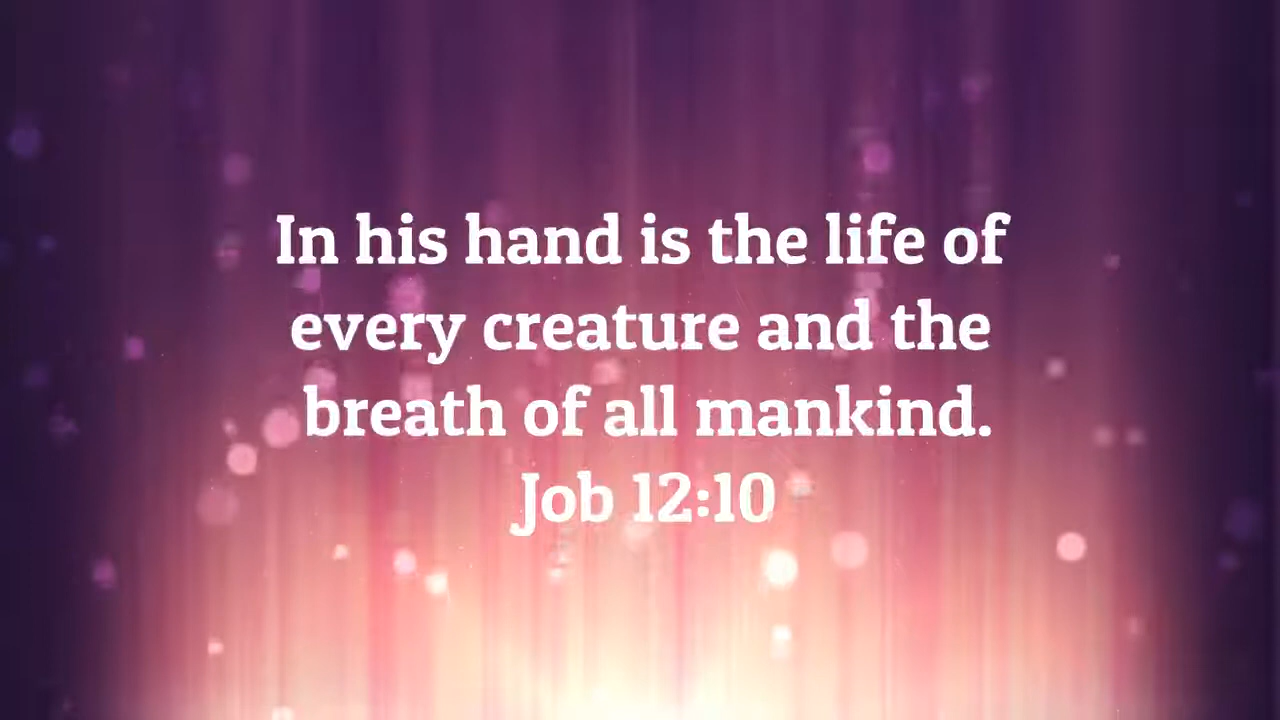 In his hand is the life of
every creature and the
breath of all mankind.
Job 12:10